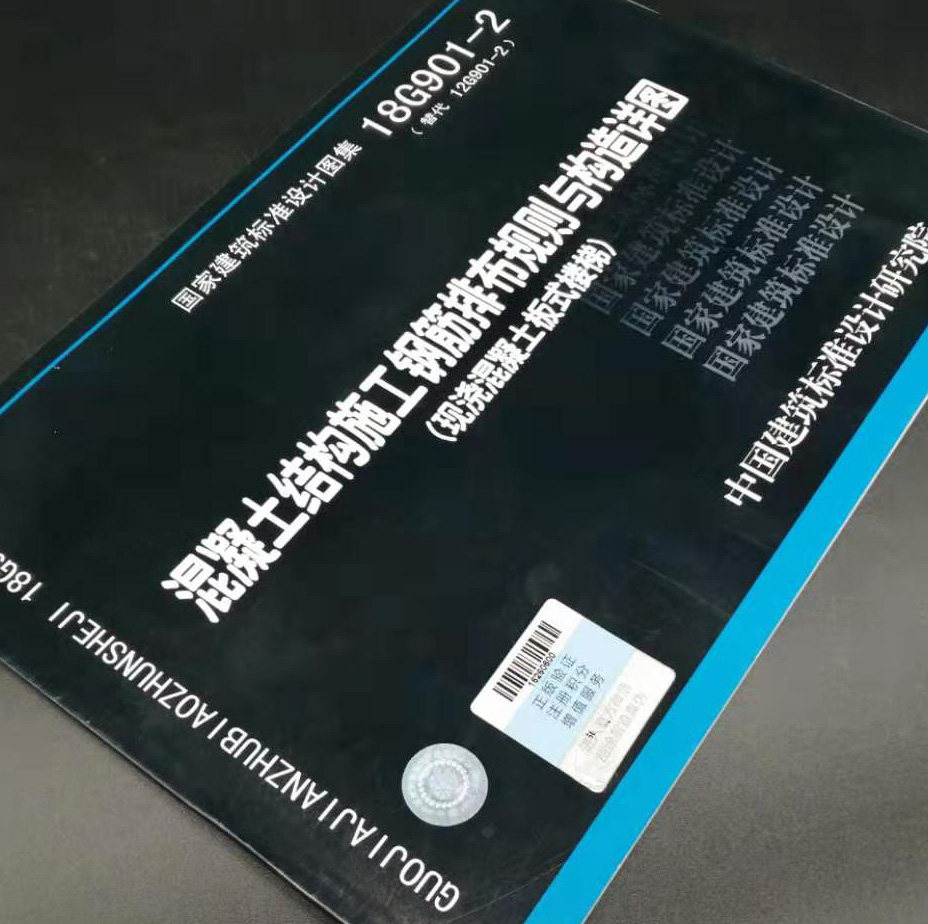 国家建筑标准设计图集 18G901-2
(替代 12G901-2)
混凝土结构施工钢筋排布规则与构造详图
(现浇混凝土板式楼梯)
国家建筑标准设计
国家建筑标准设计
国家建筑标准设计
国家建筑标准设计
中国建筑标准设计研究院
16260600
正版验证
注册积分
增值服务
GUOJIAJIANZHUBIAOZHUNSHEJI 18G